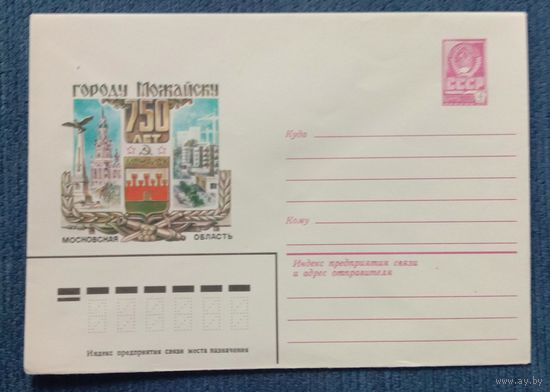 ГОРОДУ МОЖАЙСКУ
750
ЛЕТ
МОСКОВСКАЯ ОБЛАСТЬ
СССР
Куда
Кому
Индекс предприятия связи
и адрес отправителя
Индекс предприятия связи места назначения
www.ay.by